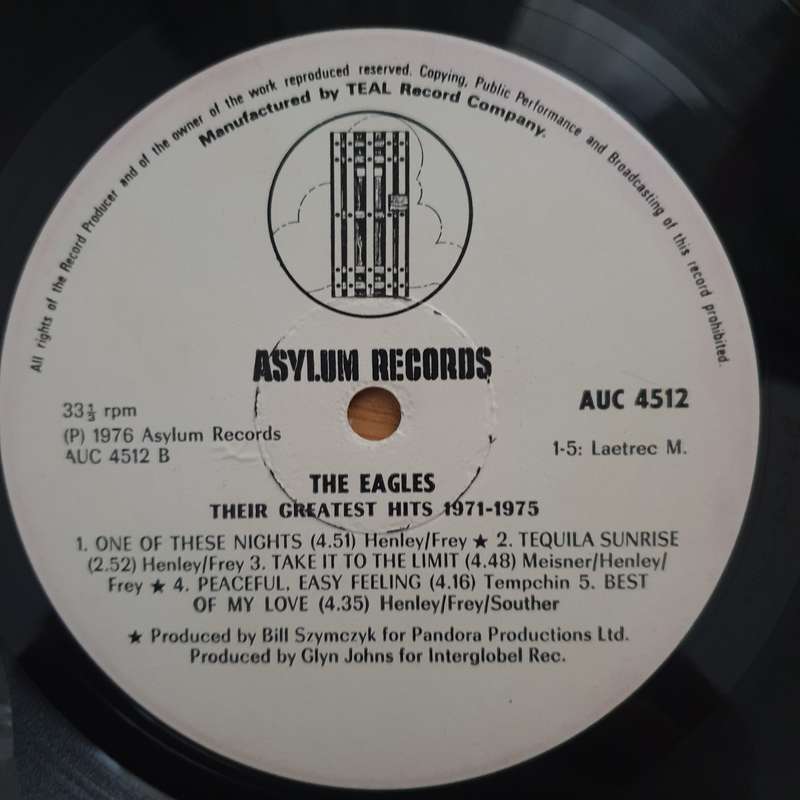 All rights of the Record Producer and of the owner of the work reproduced reserved. Copying, Public Performance and Broadcasting of this record prohibited.
Manufactured by TEAL Record Company.
ASYLUM RECORDS
33⅓ rpm
(P) 1976 Asylum Records
AUC 4512 B
AUC 4512
1-5: Laetrec M.
THE EAGLES
THEIR GREATEST HITS 1971-1975
1. ONE OF THESE NIGHTS (4.51) Henley/Frey ★ 2. TEQUILA SUNRISE
(2.52) Henley/Frey 3. TAKE IT TO THE LIMIT (4.48) Meisner/Henley/
Frey ★ 4. PEACEFUL, EASY FEELING (4.16) Tempchin 5. BEST
OF MY LOVE (4.35) Henley/Frey/Souther
★ Produced by Bill Szymczyk for Pandora Productions Ltd.
Produced by Glyn Johns for Interglobel Rec.